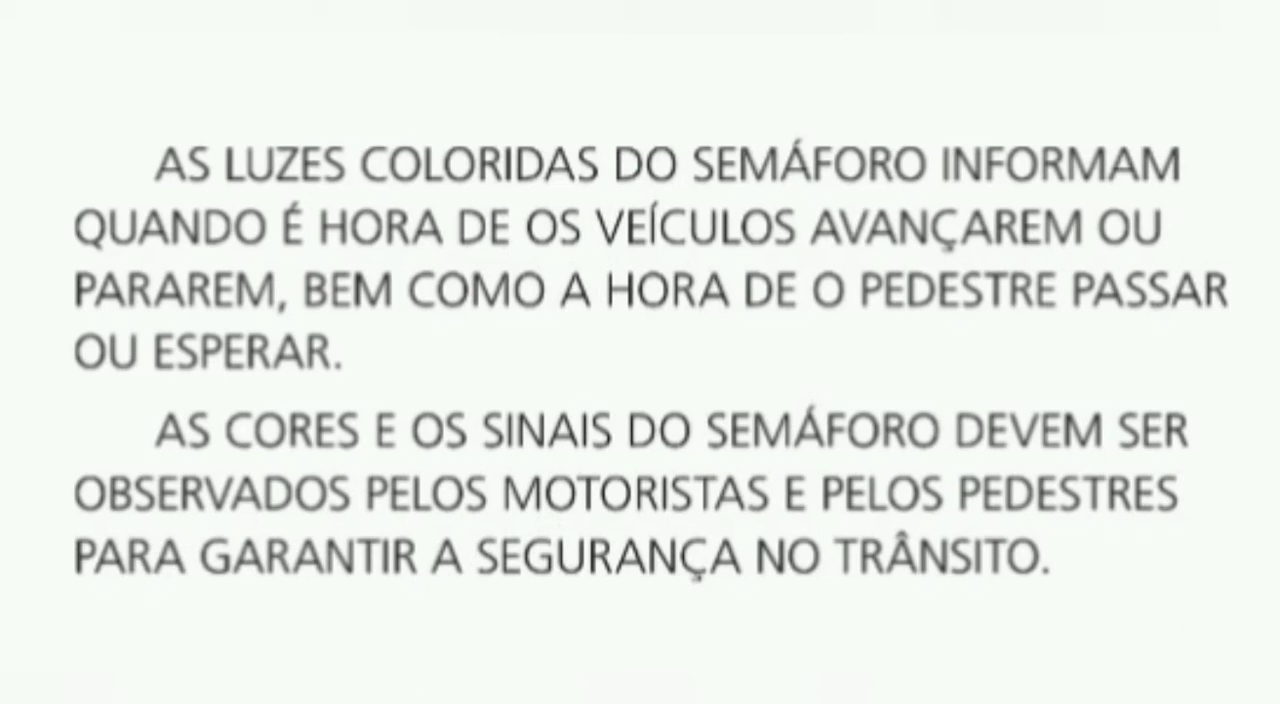 AS LUZES COLORIDAS DO SEMÁFORO INFORMAM
QUANDO É HORA DE OS VEÍCULOS AVANÇAREM OU
PARAREM, BEM COMO A HORA DE O PEDESTRE PASSAR
OU ESPERAR.
AS CORES E OS SINAIS DO SEMÁFORO DEVEM SER
OBSERVADOS PELOS MOTORISTAS E PELOS PEDESTRES
PARA GARANTIR A SEGURANÇA NO TRÂNSITO.